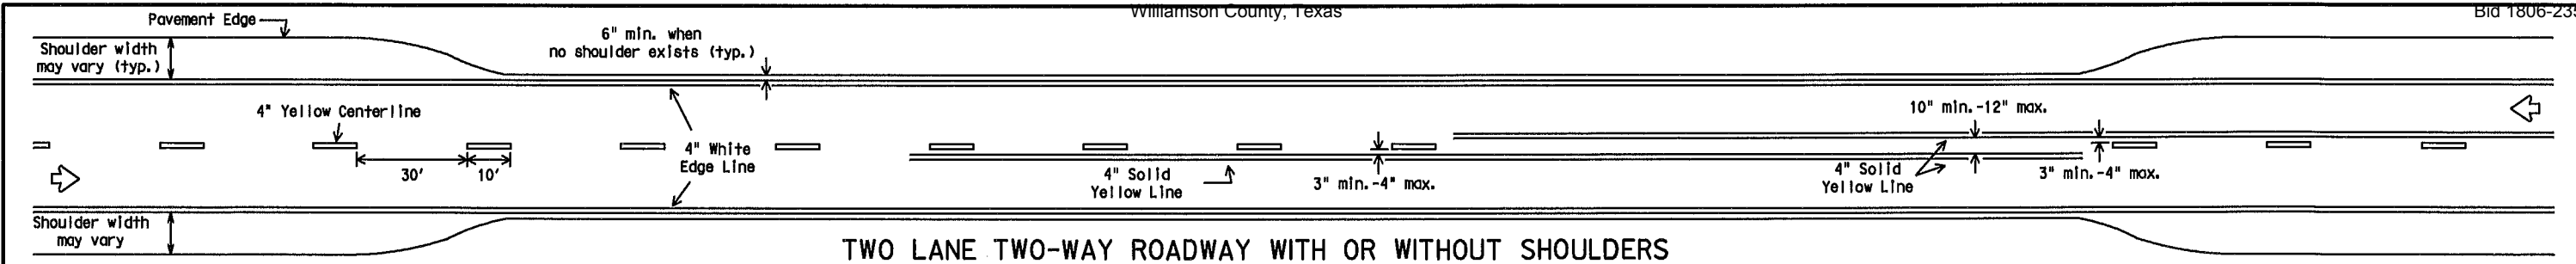 Williamson County, Texas
Bid 1806-235
Pavement Edge
Shoulder width
may vary (typ.)
6" min. when
no shoulder exists (typ.)
4" Yellow Centerline
10" min.-12" max.
30'
10'
4" White
Edge Line
4" Solid
Yellow Line
3" min.-4" max.
4" Solid
Yellow Line
3" min.-4" max.
Shoulder width
may vary
TWO LANE TWO-WAY ROADWAY WITH OR WITHOUT SHOULDERS